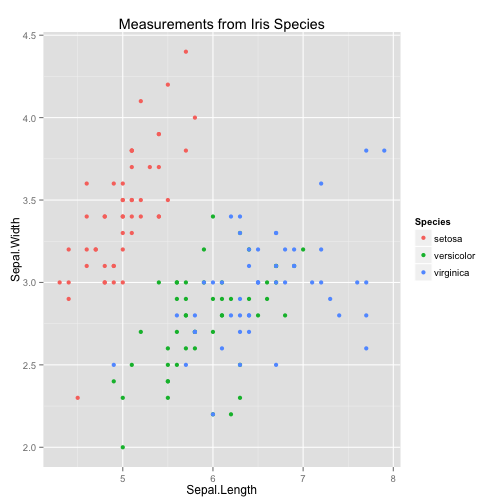 Measurements from Iris Species
4.5
4.0
3.5
3.0
2.5
2.0
Sepal.Width
5
6
7
8
Sepal.Length
Species
setosa
versicolor
virginica